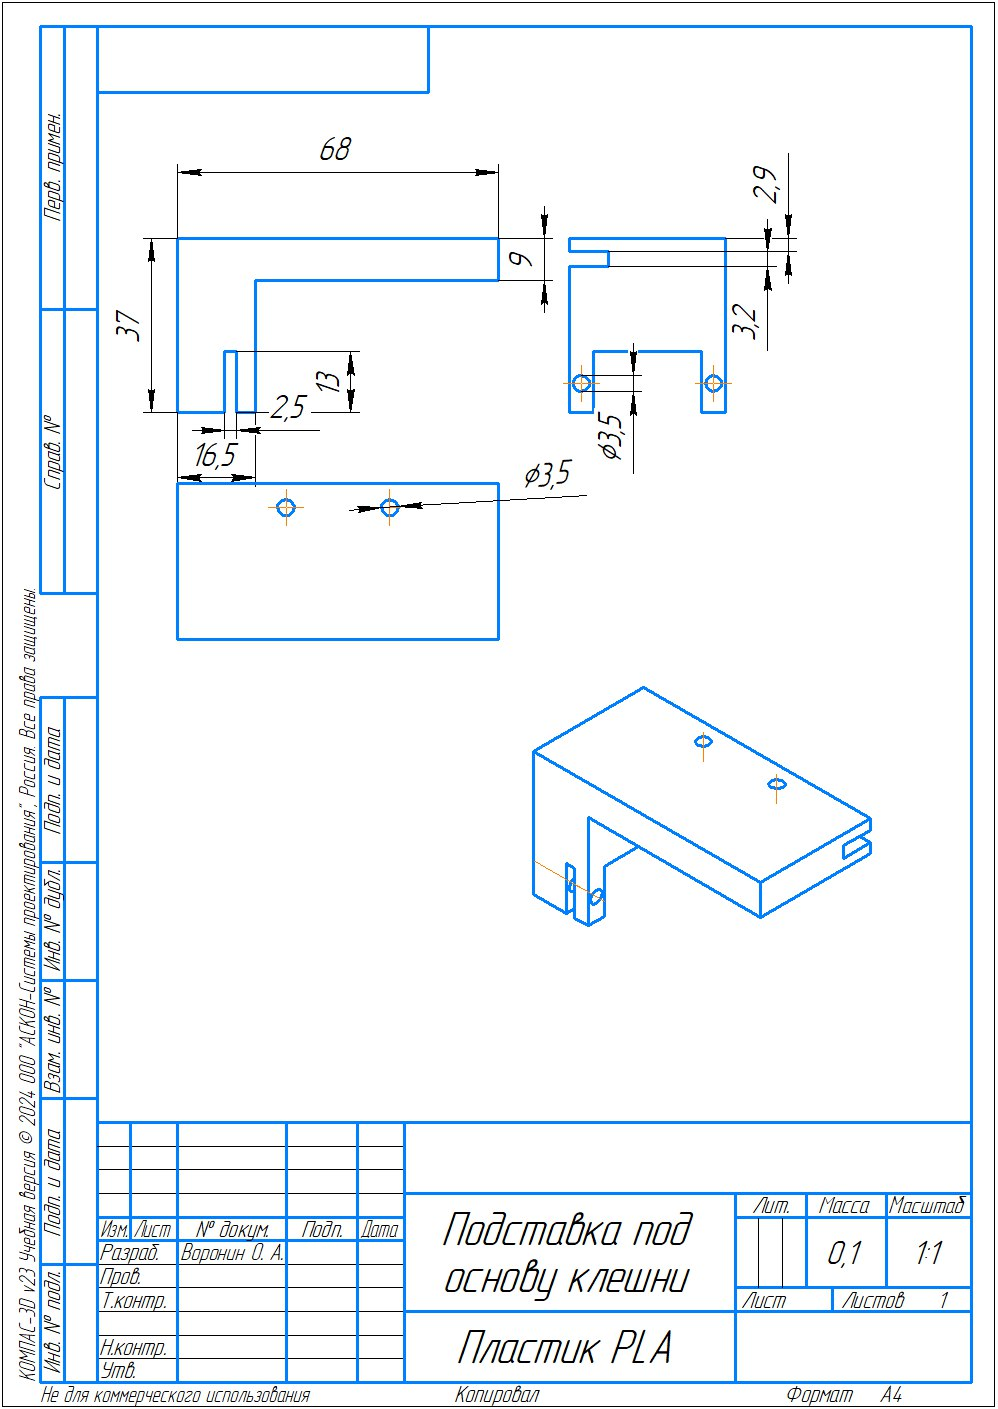 68
37
9
13
2,5
16,5
2,9
3,2
ϕ3,5
ϕ3,5
Перв. примен.
Справ. №
Подп. и дата
Инв. № дубл.
Взам. инв. №
Подп. и дата
Инв. № подл.
КОМПАС-3D v23 Учебная версия © 2024 ООО "АСКОН-Системы проектирования", Россия. Все права защищены.
Изм. Лист № докум. Подп. Дата
Разраб. Воронин О. А.
Пров.
Т.контр.
Н.контр.
Утв.
Подставка под
основу клешни
Пластик PLA
Лит. Масса Масштаб
0,1 1:1
Лист Листов 1
Не для коммерческого использования Копировал Формат A4